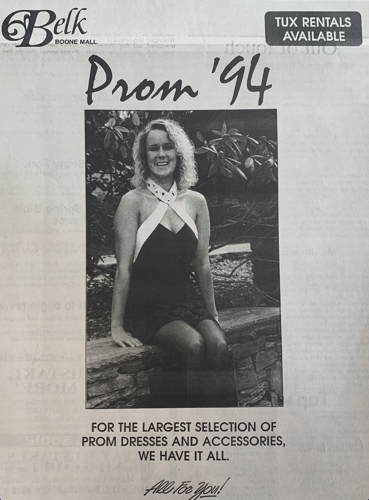 Belk
BOONE MALL
TUX RENTALS
AVAILABLE
Prom '94
FOR THE LARGEST SELECTION OF
PROM DRESSES AND ACCESSORIES,
WE HAVE IT ALL.
All For You!